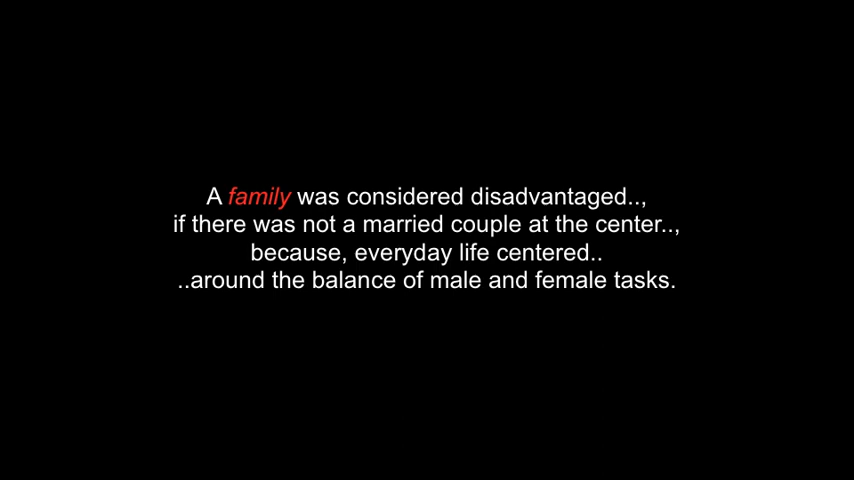 A family was considered disadvantaged..,
if there was not a married couple at the center..,
because, everyday life centered..
..around the balance of male and female tasks.